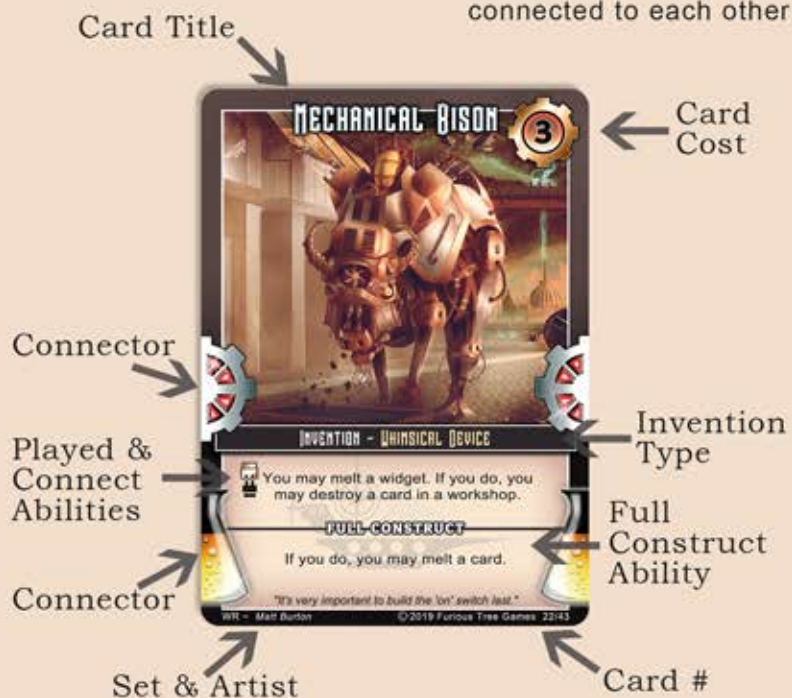 connected to each other
Card Title
MECHANICAL BISON
3
Card
Cost
Connector
INVENTION - WHIMSICAL DEVICE
Invention
Type
Played &
Connect
Abilities
You may melt a widget. If you do, you
may destroy a card in a workshop.
FULL CONSTRUCT
If you do, you may melt a card.
Full
Construct
Ability
Connector
"It's very important to build the 'on' switch last."
WR - Matt Burton ©2019 Furious Tree Games 22/43
Set & Artist
Card #